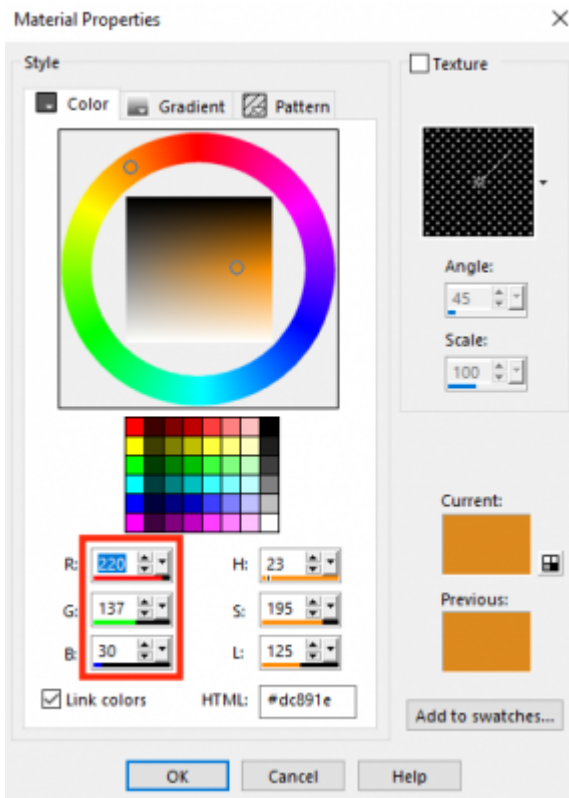 Material Properties
Style
Texture
Color
Gradient
Pattern
Angle:
45
Scale:
100
R: 220
H: 23
G: 137
S: 195
B: 30
L: 125
Link colors
HTML: #dc891e
Current:
Previous:
Add to swatches...
OK
Cancel
Help